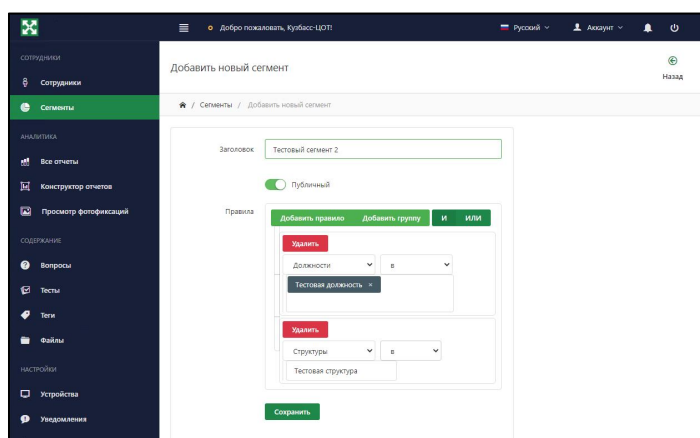 Добро пожаловать, Кузбасс-ЦОТ!
Русский
Аккаунт
СОТРУДНИКИ
Сотрудники
Сегменты
АНАЛИТИКА
Все отчеты
Конструктор отчетов
Просмотр фотофиксаций
СОДЕРЖАНИЕ
Вопросы
Тесты
Теги
Файлы
НАСТРОЙКИ
Устройства
Уведомления
Добавить новый сегмент
Назад
/ Сегменты / Добавить новый сегмент
Заголовок
Тестовый сегмент 2
Публичный
Правила
Добавить правило Добавить группу И ИЛИ
Удалить
Должности в
Тестовая должность ×
Удалить
Структуры в
Тестовая структура
Сохранить